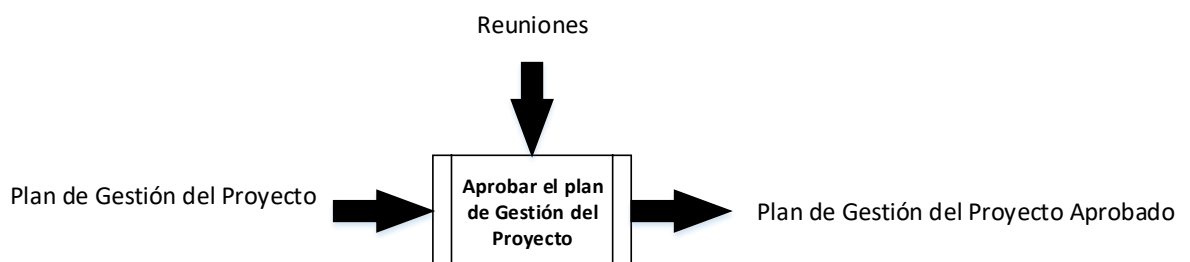 Reuniones
Plan de Gestión del Proyecto
Aprobar el plan
de Gestión del
Proyecto
Plan de Gestión del Proyecto Aprobado